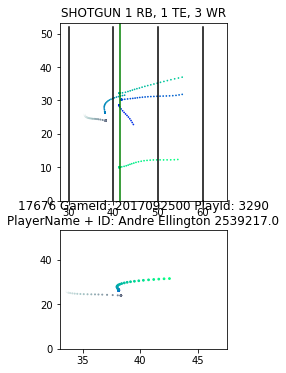 SHOTGUN 1 RB, 1 TE, 3 WR
50
40
30
20
10
0
30 40 50 60
17676 GameId: 2017092500 PlayId: 3290
PlayerName + ID: Andre Ellington 2539217.0
40
20
0
35 40 45